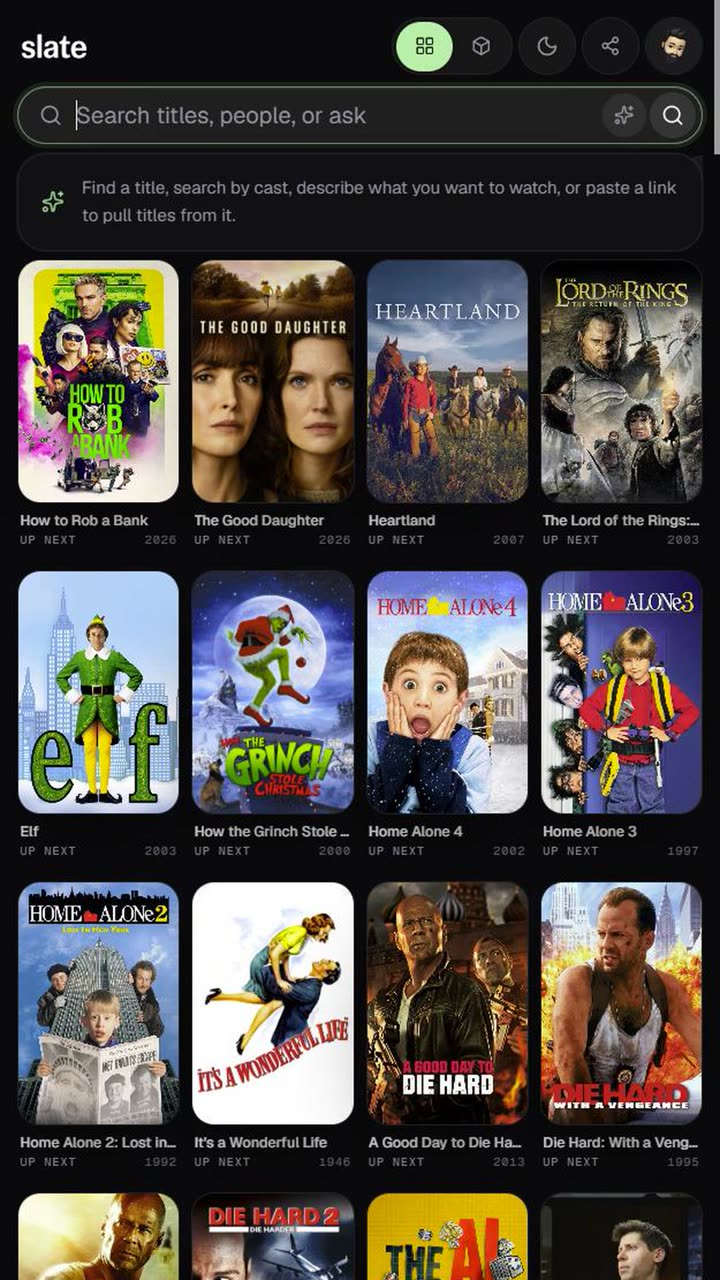 slate
Search titles, people, or ask
Find a title, search by cast, describe what you want to watch, or paste a link
to pull titles from it.
HOW TO
ROB
A BANK
THE GOOD DAUGHTER
HEARTLAND
THE
LORD OF THE RINGS
THE RETURN OF THE KING
How to Rob a Bank
UP NEXT 2026
The Good Daughter
UP NEXT 2026
Heartland
UP NEXT 2007
The Lord of the Rings:...
UP NEXT 2003
elf
THE
GRINCH
STOLE
CHRISTMAS
HOME ALONe 4
HOME ALONe 3
Elf
UP NEXT 2003
How the Grinch Stole ...
UP NEXT 2000
Home Alone 4
UP NEXT 2002
Home Alone 3
UP NEXT 1997
HOME ALONe 2
LOST IN NEW YORK
IT'S A WONDERFUL LIFE
A GOOD DAY TO
DIE HARD
DIE HARD
WITH A VENGEANCE
Home Alone 2: Lost in...
UP NEXT 1992
It's a Wonderful Life
UP NEXT 1946
A Good Day to Die Ha...
UP NEXT 2013
Die Hard: With a Veng...
UP NEXT 1995
DIE HARD 2
DIE HARDER
THE AI